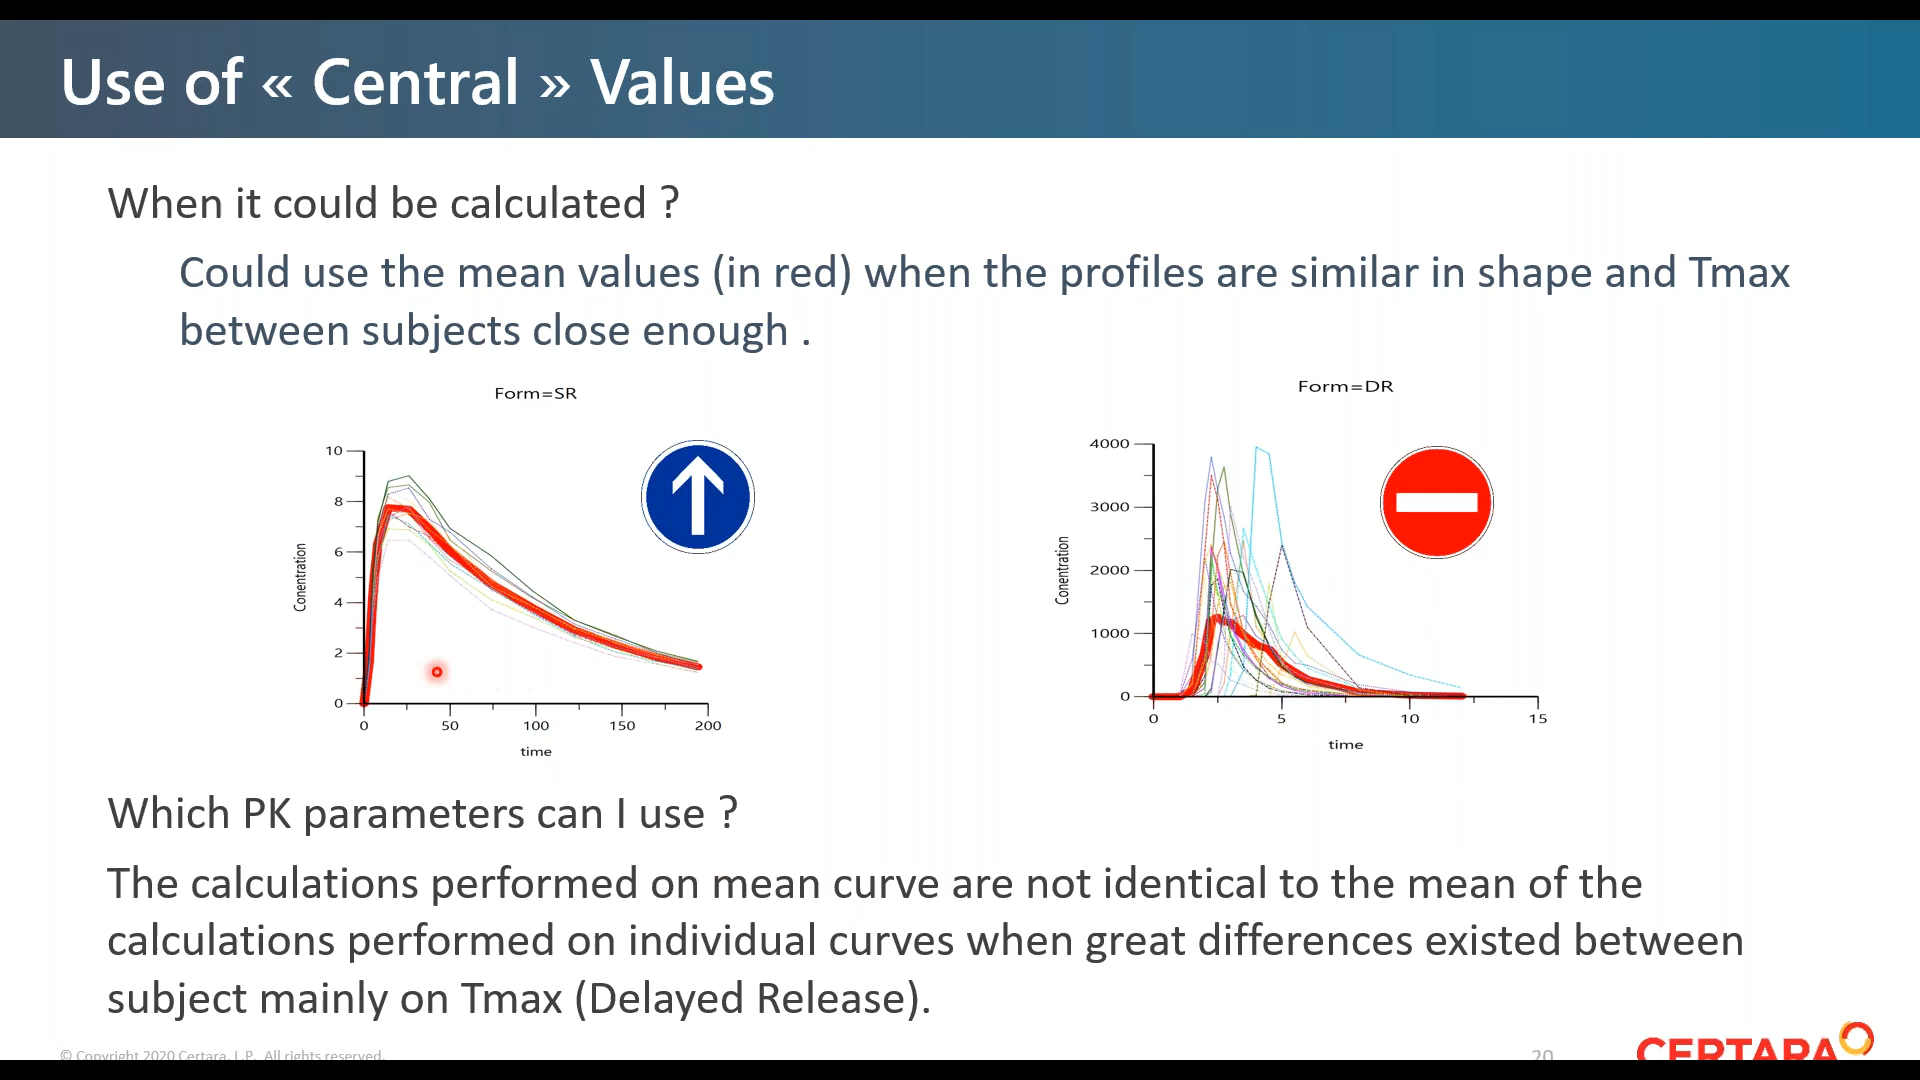 Use of « Central » Values
When it could be calculated ?
Could use the mean values (in red) when the profiles are similar in shape and Tmax
between subjects close enough .
Form=SR
10
8
6
4
2
0
Conentration
0 50 100 150 200
time
Form=DR
4000
3000
2000
1000
0
Conentration
0 5 10 15
time
Which PK parameters can I use ?
The calculations performed on mean curve are not identical to the mean of the
calculations performed on individual curves when great differences existed between
subject mainly on Tmax (Delayed Release).
© Copyright 2020 Certara, L.P. All rights reserved.
20
CERTARA